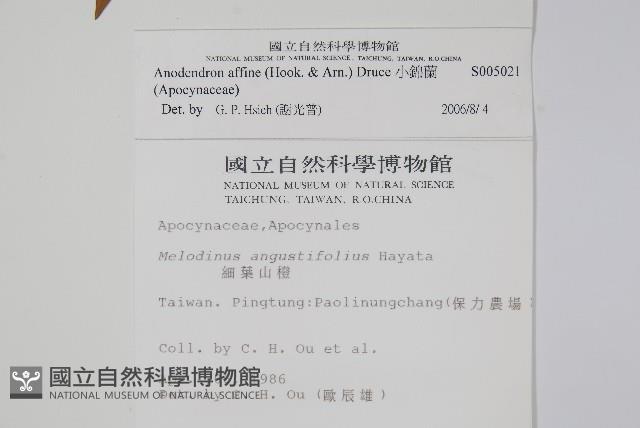 國立自然科學博物館
NATIONAL MUSEUM OF NATURAL SCIENCE, TAICHUNG, TAIWAN, R.O.CHINA
Anodendron affine (Hook. & Arn.) Druce 小錦蘭 S005021
(Apocynaceae)
Det. by G. P. Hsieh (謝光普) 2006/8/ 4
國立自然科學博物館
NATIONAL MUSEUM OF NATURAL SCIENCE
TAICHUNG, TAIWAN, R.O.CHINA
Apocynaceae,Apocynales
Melodinus angustifolius Hayata
細葉山橙
Taiwan. Pingtung:Paolinungchang(保力農場
Coll. by C. H. Ou et al.
986
H. Ou (歐辰雄)
國立自然科學博物館
NATIONAL MUSEUM OF NATURAL SCIENCE